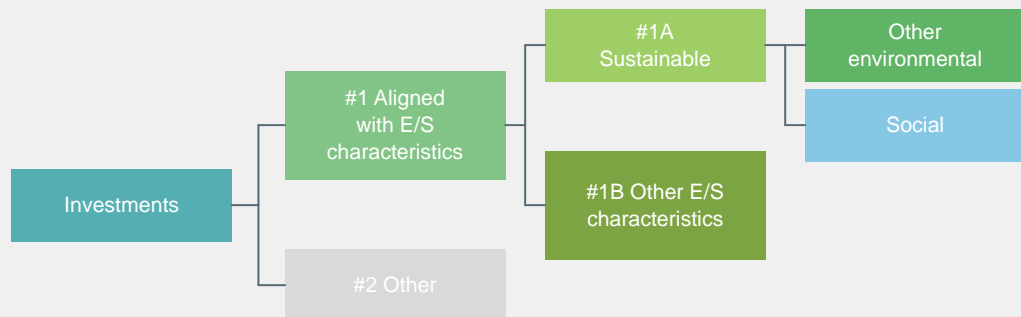 Investments
#1 Aligned
with E/S
characteristics
#2 Other
#1A
Sustainable
#1B Other E/S
characteristics
Other
environmental
Social